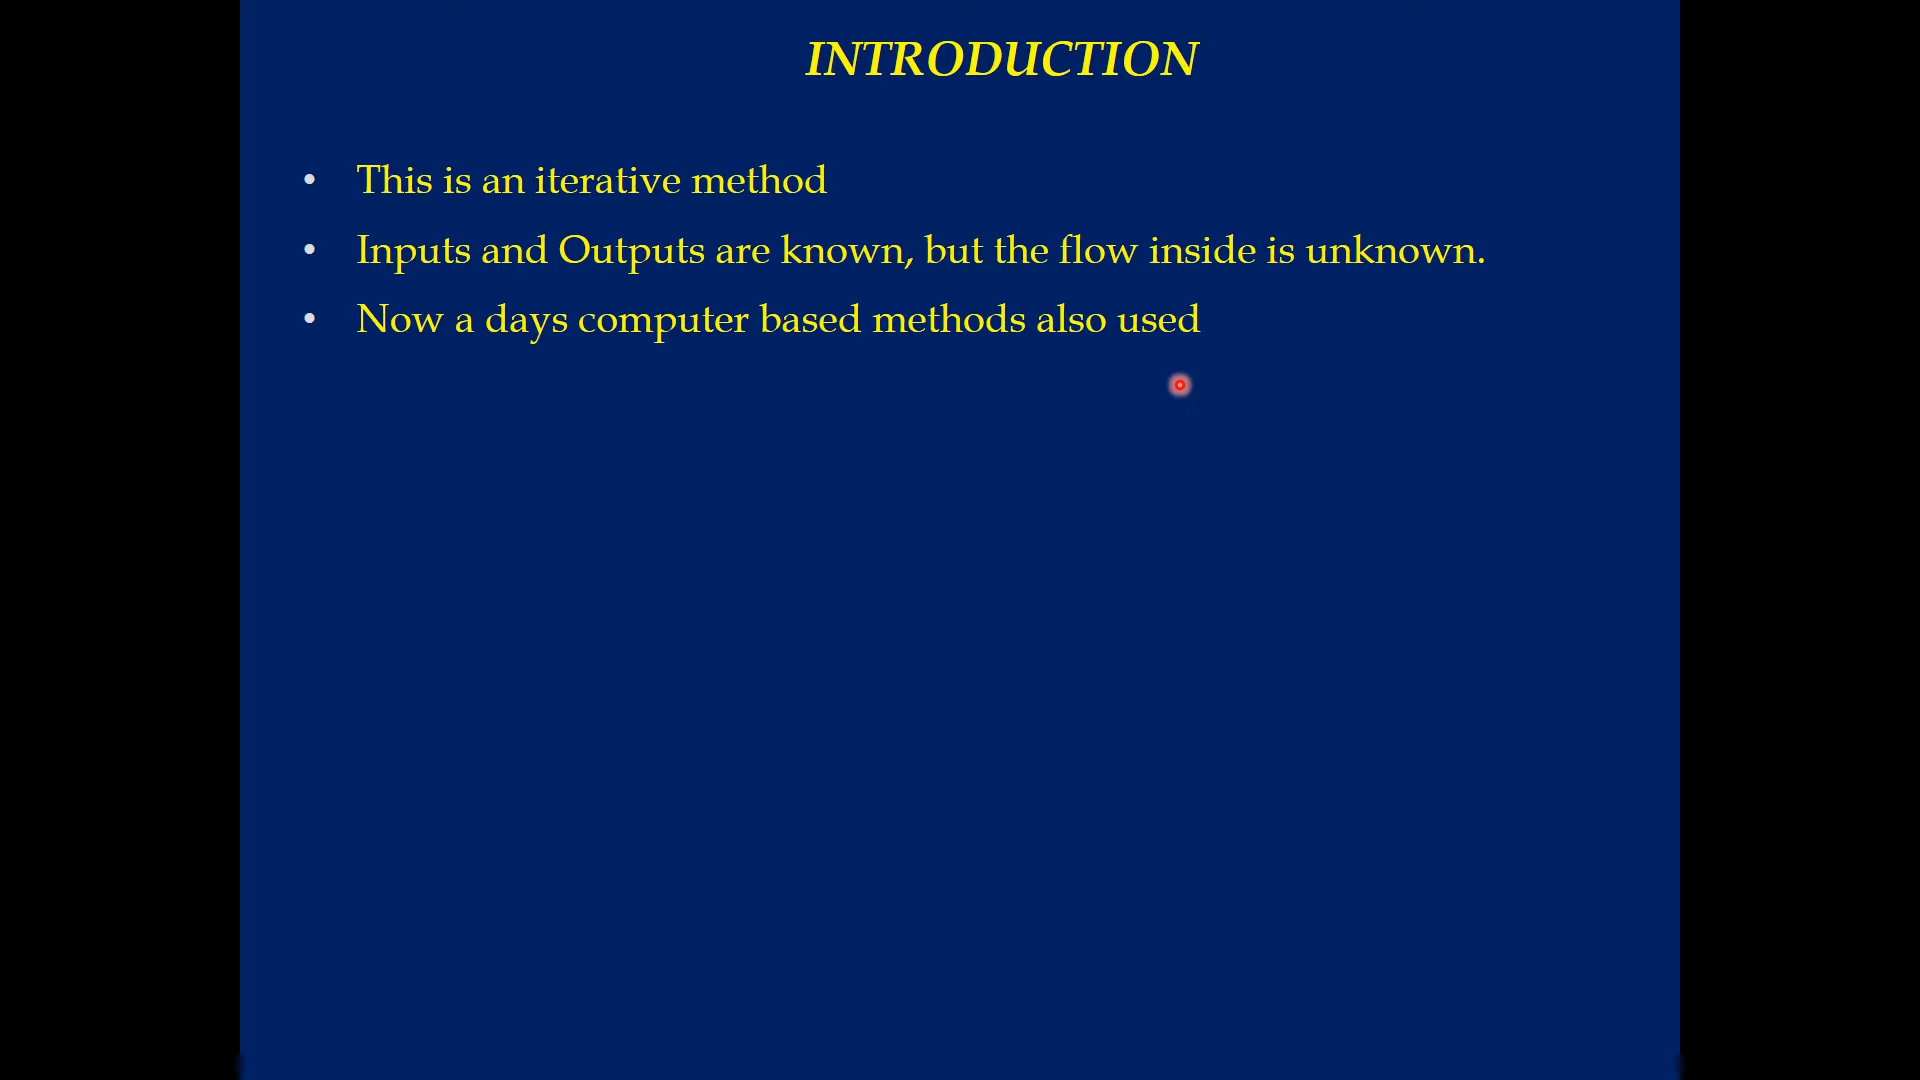 INTRODUCTION
• This is an iterative method
• Inputs and Outputs are known, but the flow inside is unknown.
• Now a days computer based methods also used